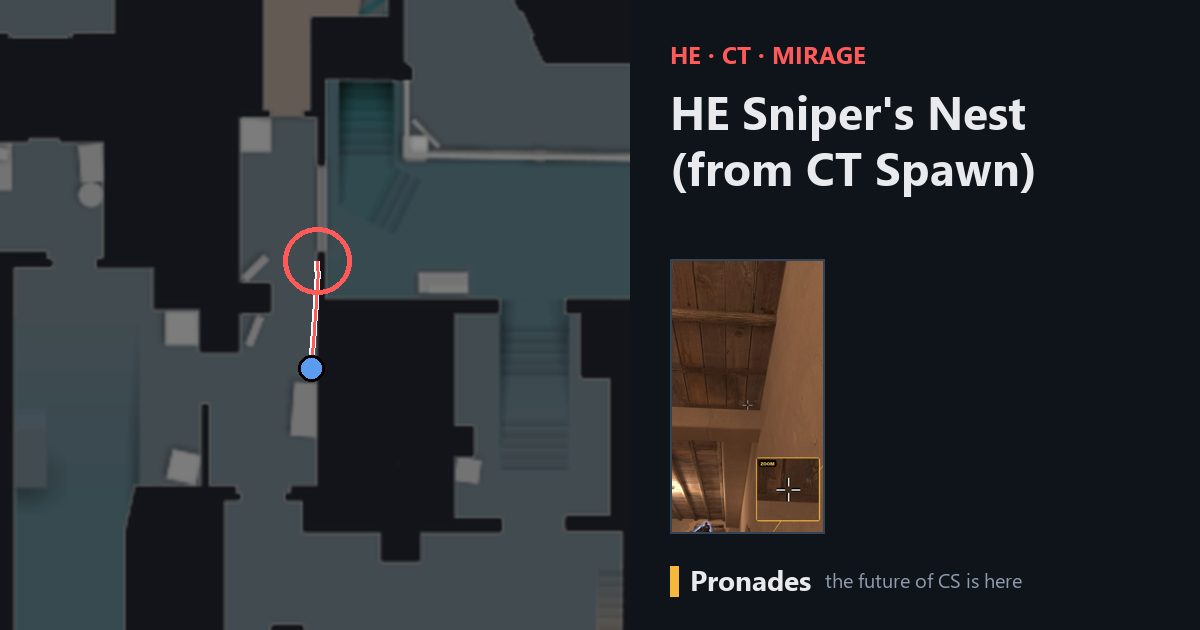 HE · CT · MIRAGE
HE Sniper's Nest
(from CT Spawn)
ZOOM
Pronades the future of CS is here